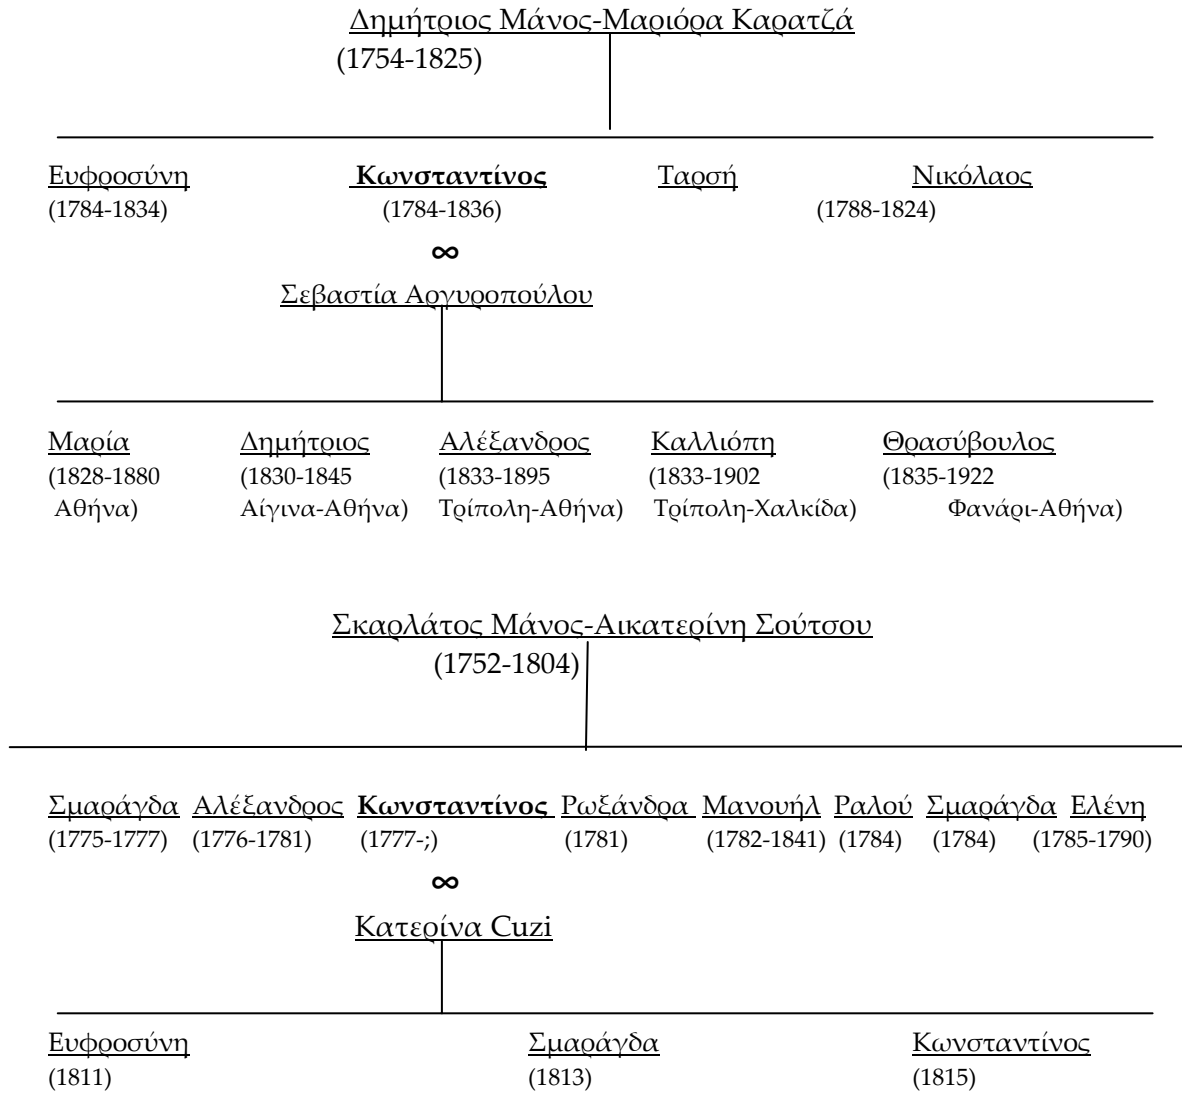 Δημήτριος Μάνος-Μαριόρα Καρατζά
(1754-1825)
Ευφροσύνη Κωνσταντίνος Ταρσή Νικόλαος
(1784-1834) (1784-1836) (1788-1824)
∞
Σεβαστία Αργυροπούλου
Μαρία Δημήτριος Αλέξανδρος Καλλιόπη Θρασύβουλος
(1828-1880 (1830-1845 (1833-1895 (1833-1902 (1835-1922
Αθήνα) Αίγινα-Αθήνα) Τρίπολη-Αθήνα) Τρίπολη-Χαλκίδα) Φανάρι-Αθήνα)
Σκαρλάτος Μάνος-Αικατερίνη Σούτσου
(1752-1804)
Σμαράγδα Αλέξανδρος Κωνσταντίνος Ρωξάνδρα Μανουήλ Ραλού Σμαράγδα Ελένη
(1775-1777) (1776-1781) (1777-;) (1781) (1782-1841) (1784) (1784) (1785-1790)
∞
Κατερίνα Cuzi
Ευφροσύνη Σμαράγδα Κωνσταντίνος
(1811) (1813) (1815)